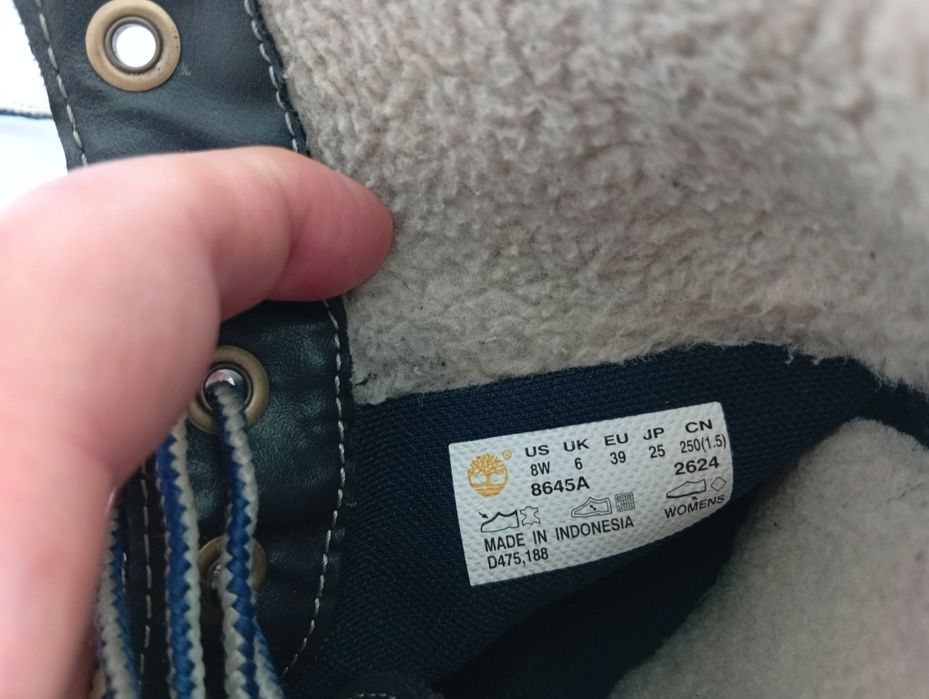 US UK EU JP CN
8W 6 39 25 250(1.5)
8645A 2624
WOMENS
MADE IN INDONESIA
D475,188